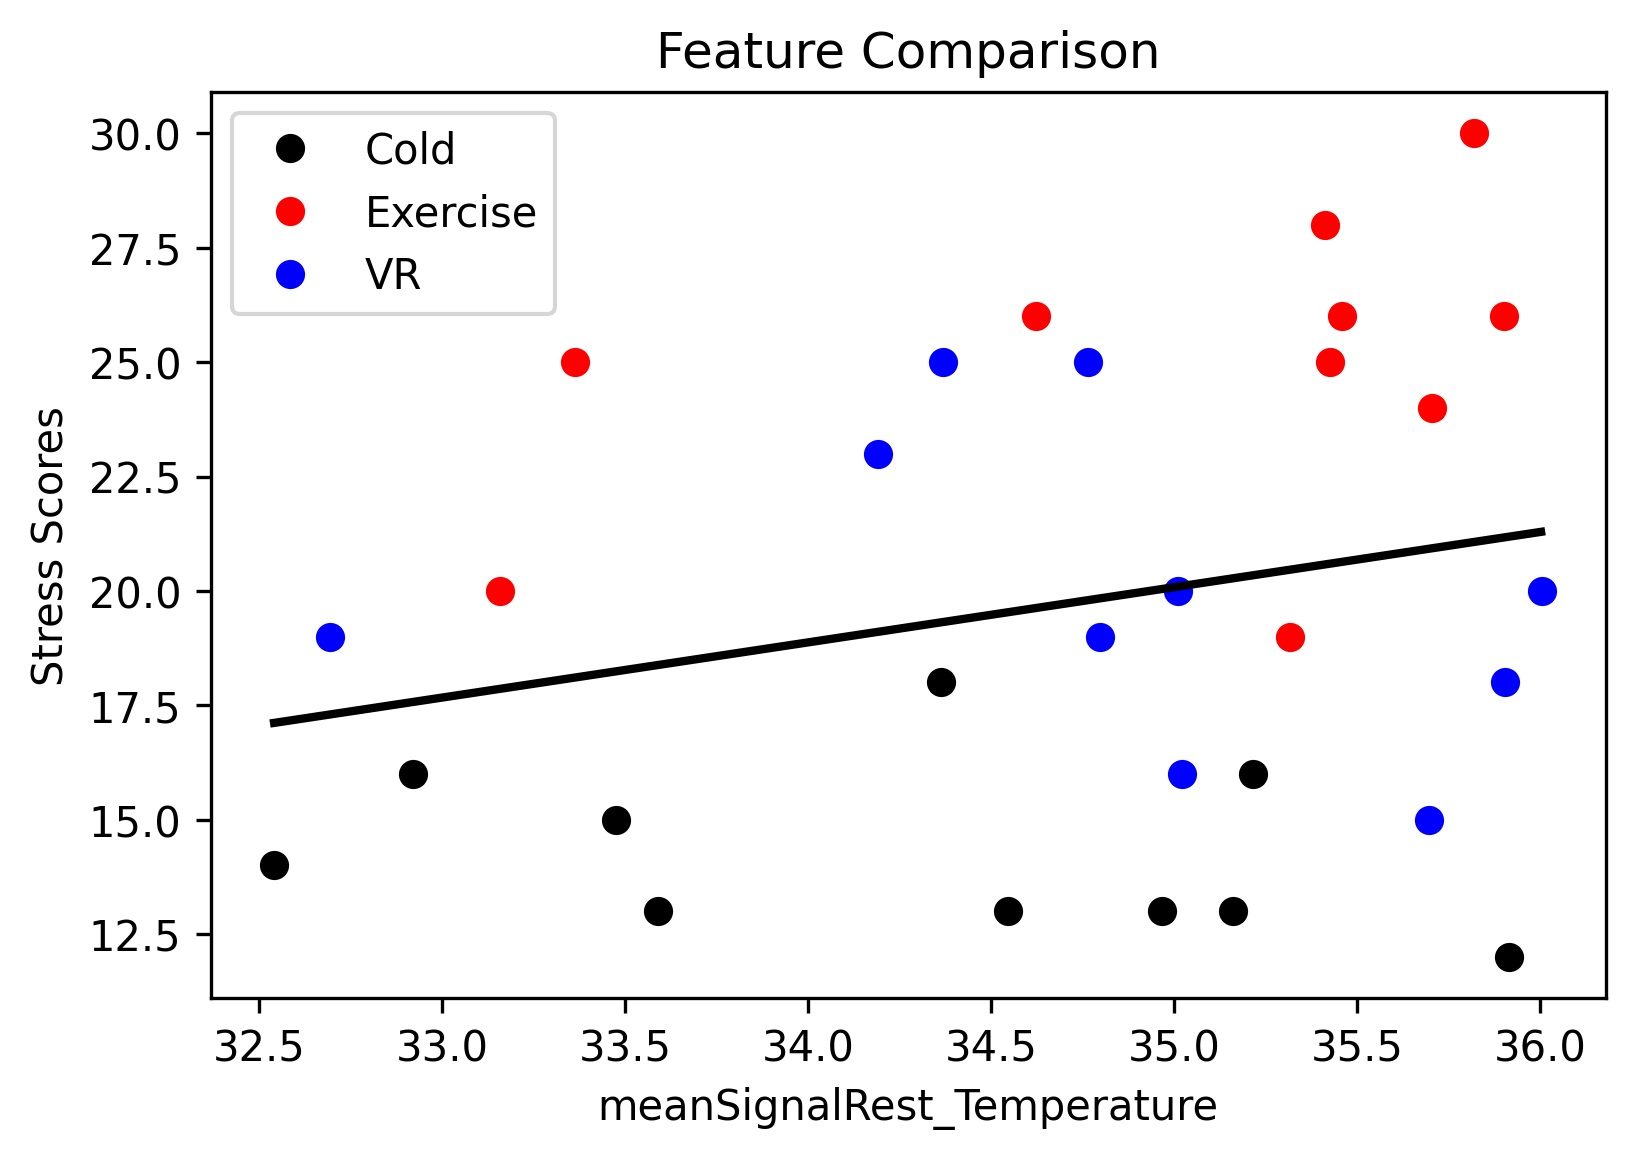 Feature Comparison
Cold
Exercise
VR
30.0
27.5
25.0
22.5
20.0
17.5
15.0
12.5
Stress Scores
32.5 33.0 33.5 34.0 34.5 35.0 35.5 36.0
meanSignalRest_Temperature